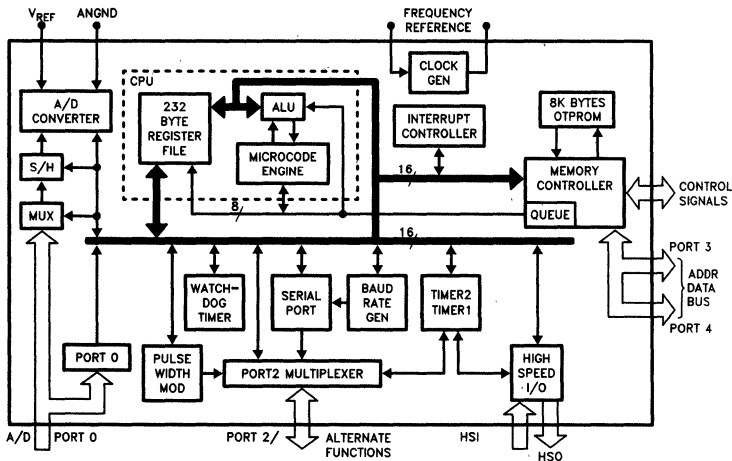 VREF ANGND
FREQUENCY
REFERENCE
CLOCK
GEN
CPU
A/D
CONVERTER
232
BYTE
REGISTER
FILE
ALU
INTERRUPT
CONTROLLER
8K BYTES
OTPROM
S/H
MICROCODE
ENGINE
16
MEMORY
CONTROLLER
CONTROL
SIGNALS
MUX
8
QUEUE
16
PORT 3
ADDR
DATA
BUS
PORT 4
WATCH-
DOG
TIMER
SERIAL
PORT
BAUD
RATE
GEN
TIMER2
TIMER1
PORT 0
PULSE
WIDTH
MOD
PORT2 MULTIPLEXER
HIGH
SPEED
I/O
A/D PORT 0
PORT 2/ ALTERNATE
FUNCTIONS
HSI
HSO